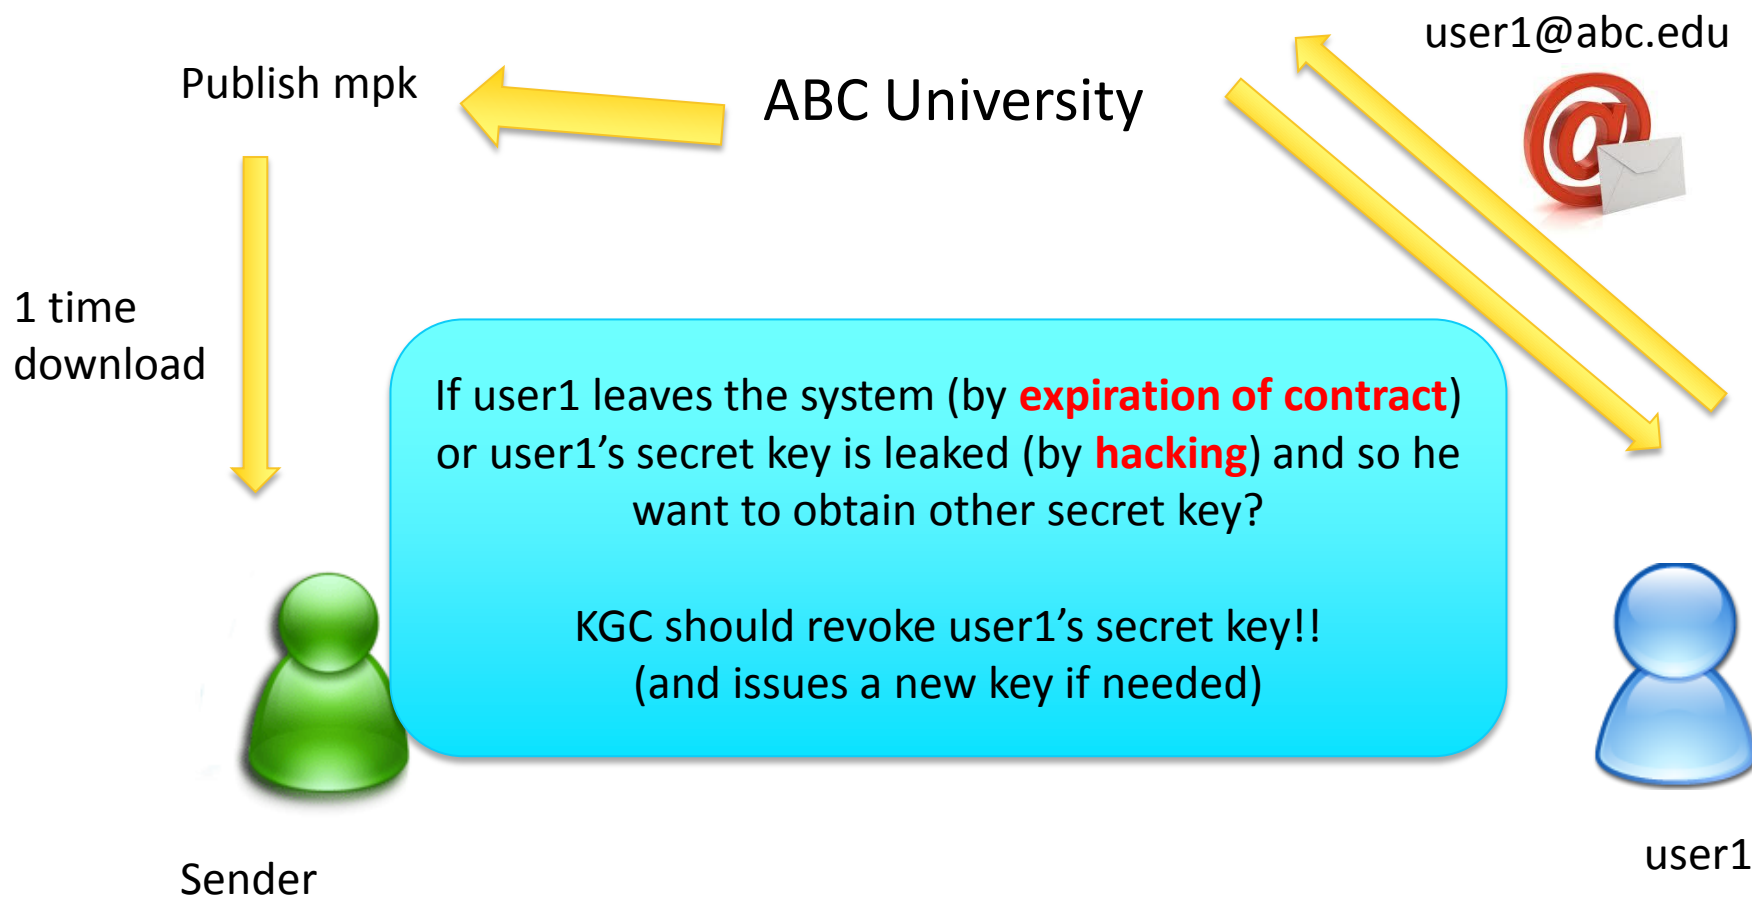 user1@abc.edu
Publish mpk
ABC University
1 time
download
If user1 leaves the system (by expiration of contract)
or user1’s secret key is leaked (by hacking) and so he
want to obtain other secret key?
KGC should revoke user1’s secret key!!
(and issues a new key if needed)
Sender
user1